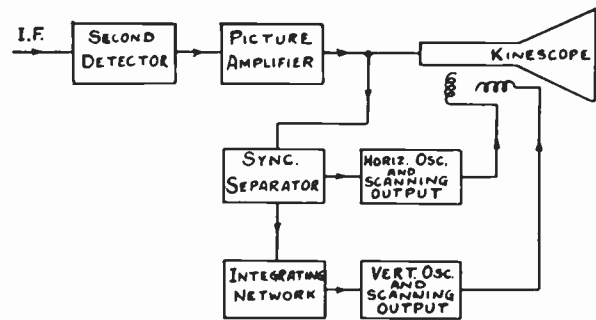 I.F.
SECOND
DETECTOR
PICTURE
AMPLIFIER
KINESCOPE
SYNC.
SEPARATOR
HORIZ. OSC.
AND
SCANNING
OUTPUT
INTEGRATING
NETWORK
VERT. OSC.
AND
SCANNING
OUTPUT